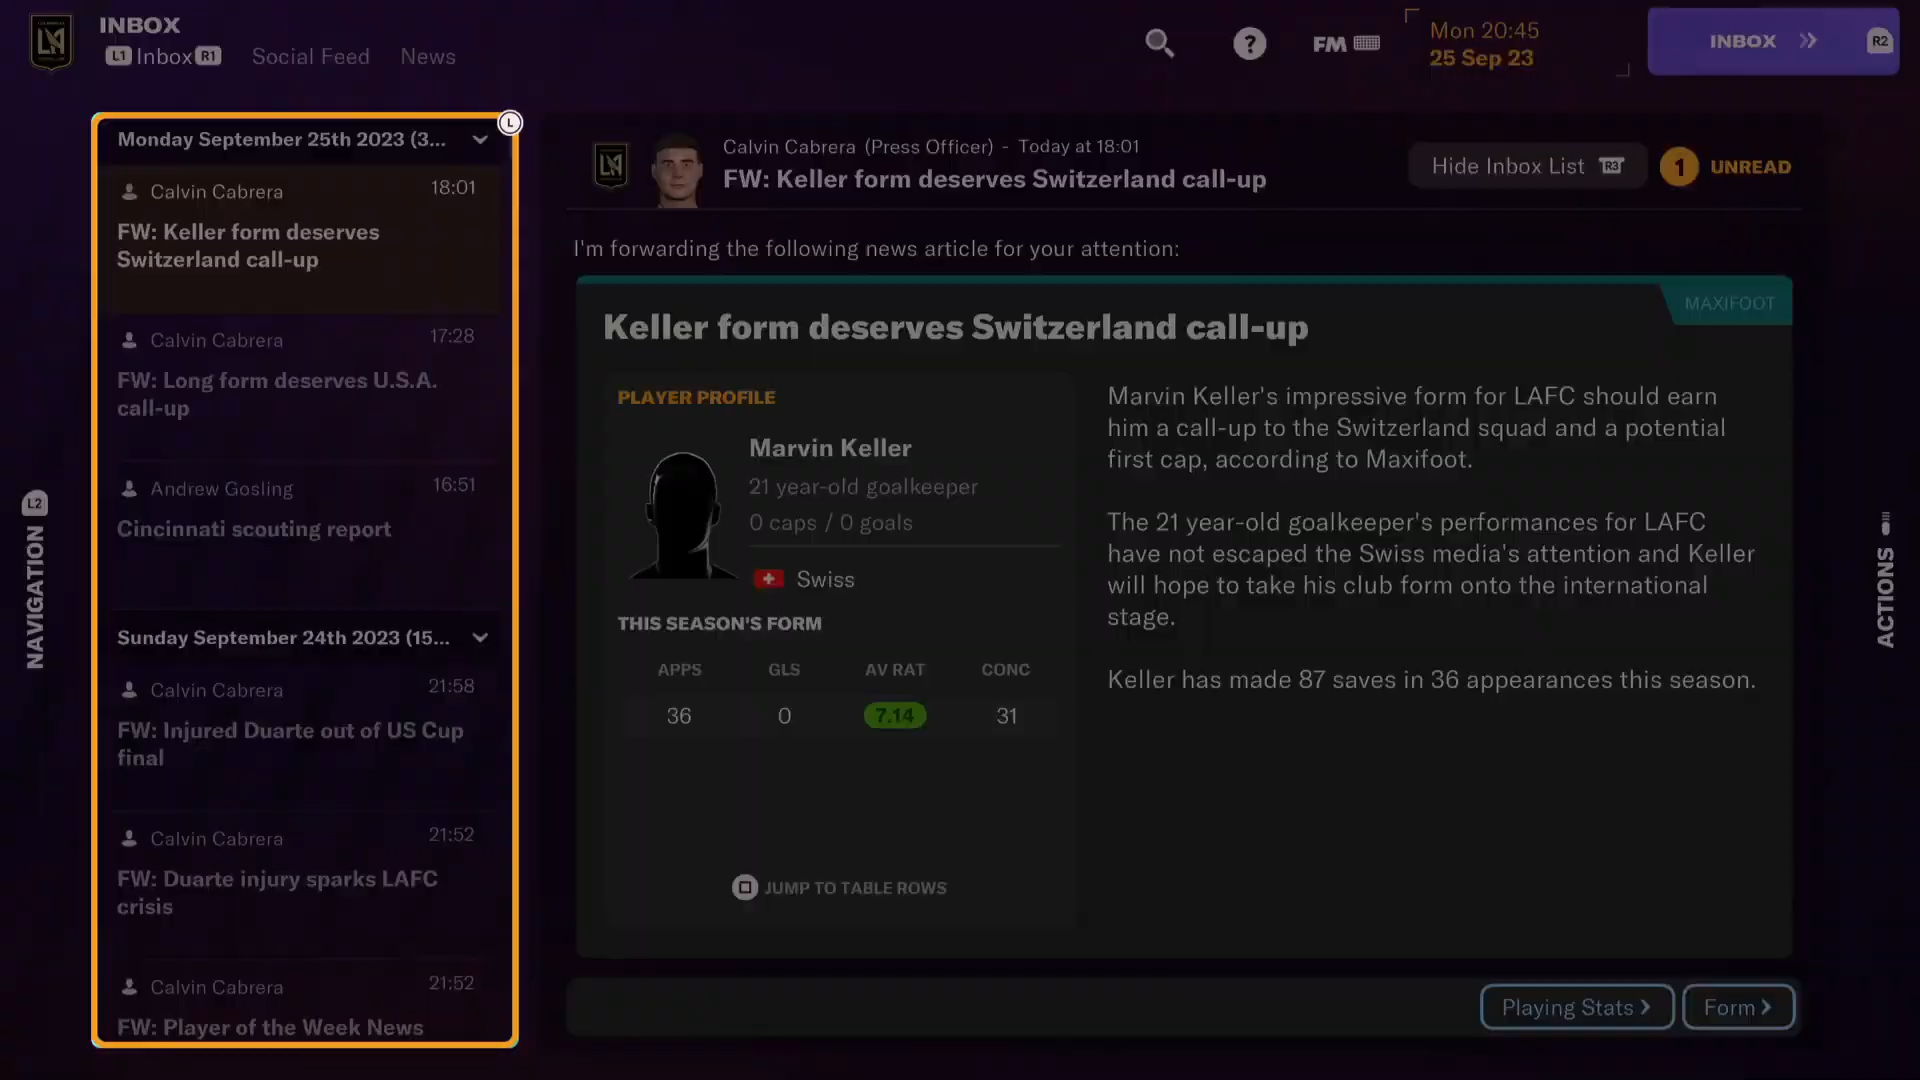 INBOX
L1 Inbox R1 Social Feed News
FM
Mon 20:45
25 Sep 23
INBOX R2
L
Monday September 25th 2023 (3...
Calvin Cabrera 18:01
FW: Keller form deserves
Switzerland call-up
Calvin Cabrera 17:28
FW: Long form deserves U.S.A.
call-up
Andrew Gosling 16:51
Cincinnati scouting report
Sunday September 24th 2023 (15...
Calvin Cabrera 21:58
FW: Injured Duarte out of US Cup
final
Calvin Cabrera 21:52
FW: Duarte injury sparks LAFC
crisis
Calvin Cabrera 21:52
FW: Player of the Week News
L2
NAVIGATION
Calvin Cabrera (Press Officer) - Today at 18:01
FW: Keller form deserves Switzerland call-up
Hide Inbox List R3
1 UNREAD
I'm forwarding the following news article for your attention:
MAXIFOOT
Keller form deserves Switzerland call-up
PLAYER PROFILE
Marvin Keller
21 year-old goalkeeper
0 caps / 0 goals
Swiss
THIS SEASON'S FORM
APPS GLS AV RAT CONC
36 0 7.14 31
JUMP TO TABLE ROWS
Marvin Keller's impressive form for LAFC should earn
him a call-up to the Switzerland squad and a potential
first cap, according to Maxifoot.
The 21 year-old goalkeeper's performances for LAFC
have not escaped the Swiss media's attention and Keller
will hope to take his club form onto the international
stage.
Keller has made 87 saves in 36 appearances this season.
Playing Stats
Form
ACTIONS